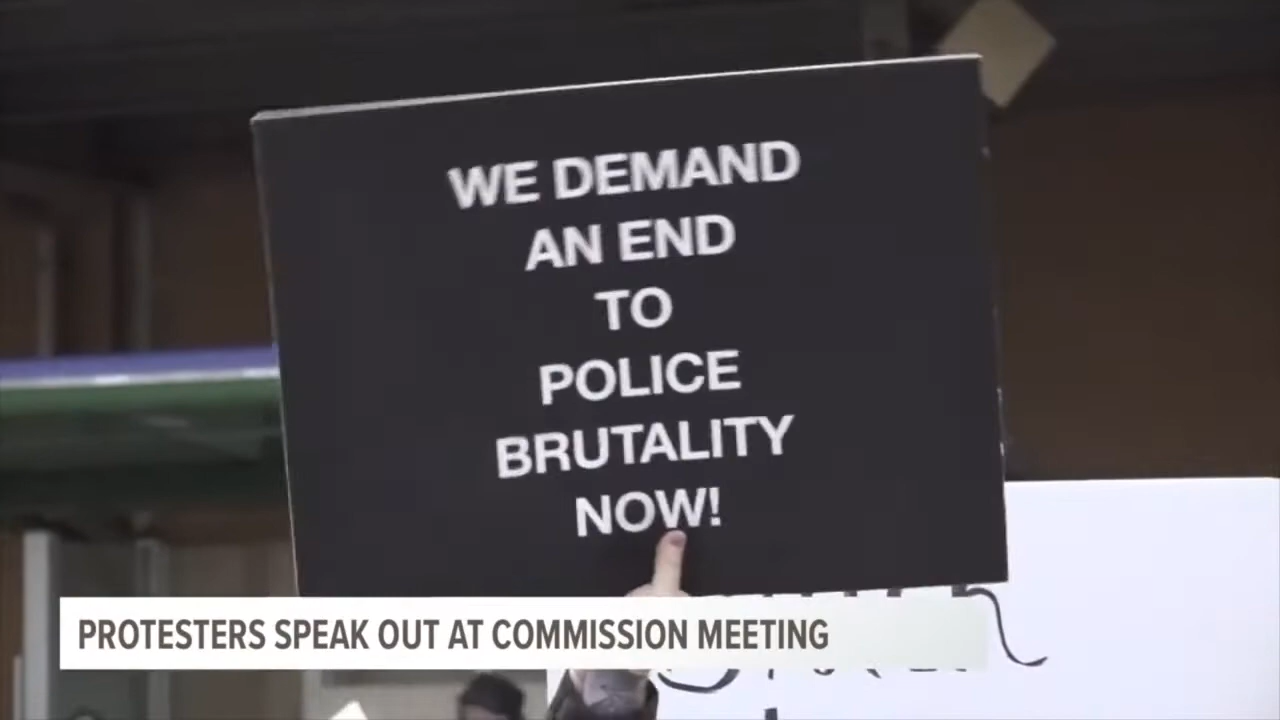 WE DEMAND
AN END
TO
POLICE
BRUTALITY
NOW!
PROTESTERS SPEAK OUT AT COMMISSION MEETING